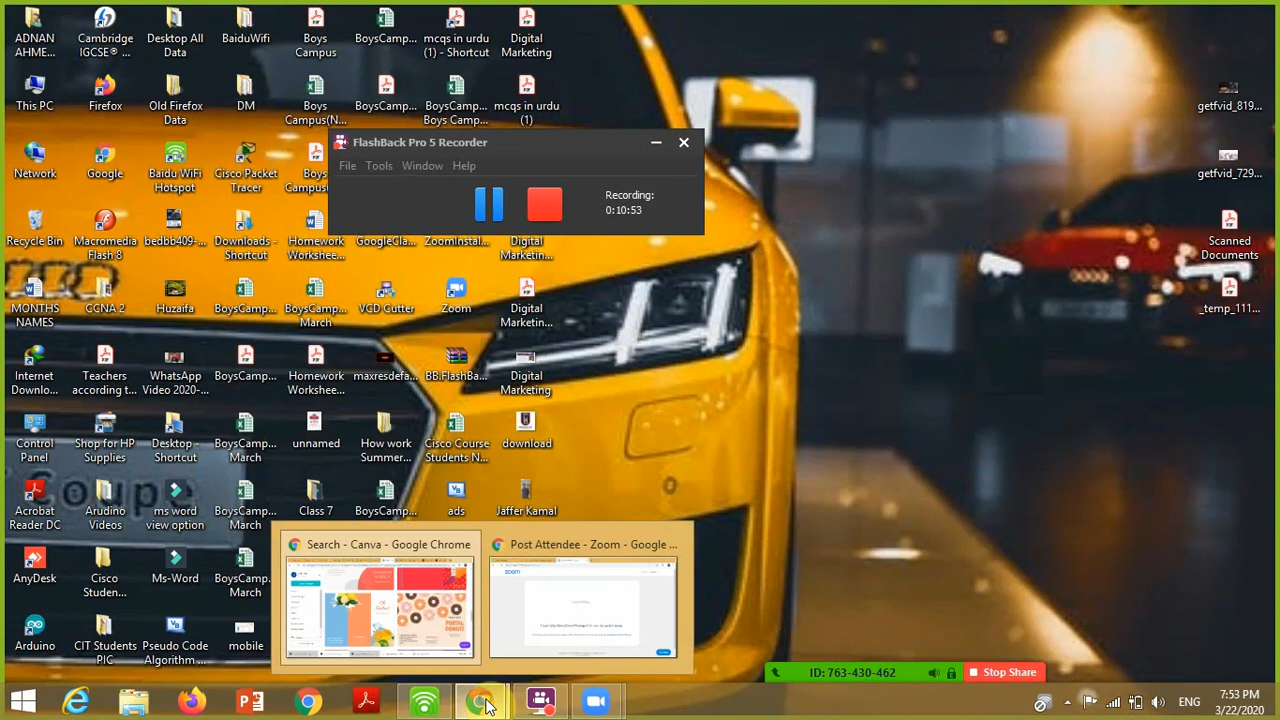 ADNAN
AHME...
Cambridge
IGCSE® ...
Desktop All
Data
BaiduWifi
Boys
Campus
BoysCamp...
mcqs in urdu
(1) - Shortcut
Digital
Marketing
This PC
Firefox
Old Firefox
Data
DM
Boys
Campus(N...
BoysCamp...
BoysCamp...
Boys Camp...
mcqs in urdu
(1)
getfvid_819...
FlashBack Pro 5 Recorder
File
Tools
Window
Help
Recording:
0:10:53
Network
Google
Baidu WiFi
Hotspot
Cisco Packet
Tracer
Boys
Campus
getfvid_729...
Recycle Bin
Macromedia
Flash 8
bedbb409-...
Downloads -
Shortcut
Homework
Worksheet...
GoogleCla...
ZoomInstal...
Digital
Marketin...
Scanned
Documents
MONTHS
NAMES
CCNA 2
Huzaifa
BoysCamp...
BoysCamp...
March
VCD Cutter
Zoom
Digital
Marketin...
_temp_111...
Internet
Downlo...
Teachers
according t...
WhatsApp
Video 2020-...
BoysCamp...
Homework
Worksheet...
maxresdefa...
BB.FlashBa...
Digital
Marketing
Control
Panel
Shop for HP
Supplies
Desktop -
Shortcut
BoysCamp...
March
unnamed
How work
Summer...
Cisco Course
Students N...
download
Coupe
Acrobat
Reader DC
Arudino
Videos
ms word
view option
BoysCamp...
March
Class 7
BoysCamp...
ads
Jaffer Kamal
Search - Canva - Google Chrome
Post Attendee - Zoom - Google ...
zoom
AnyDesk
Cisco
Studen...
Ms-Word
BoysCamp...
March
Arduino
CIT Students
PIC
Pseudo Co...
Algorithm ...
mobile
ID: 763-430-462
Stop Share
ENG
7:53 PM
3/22/2020